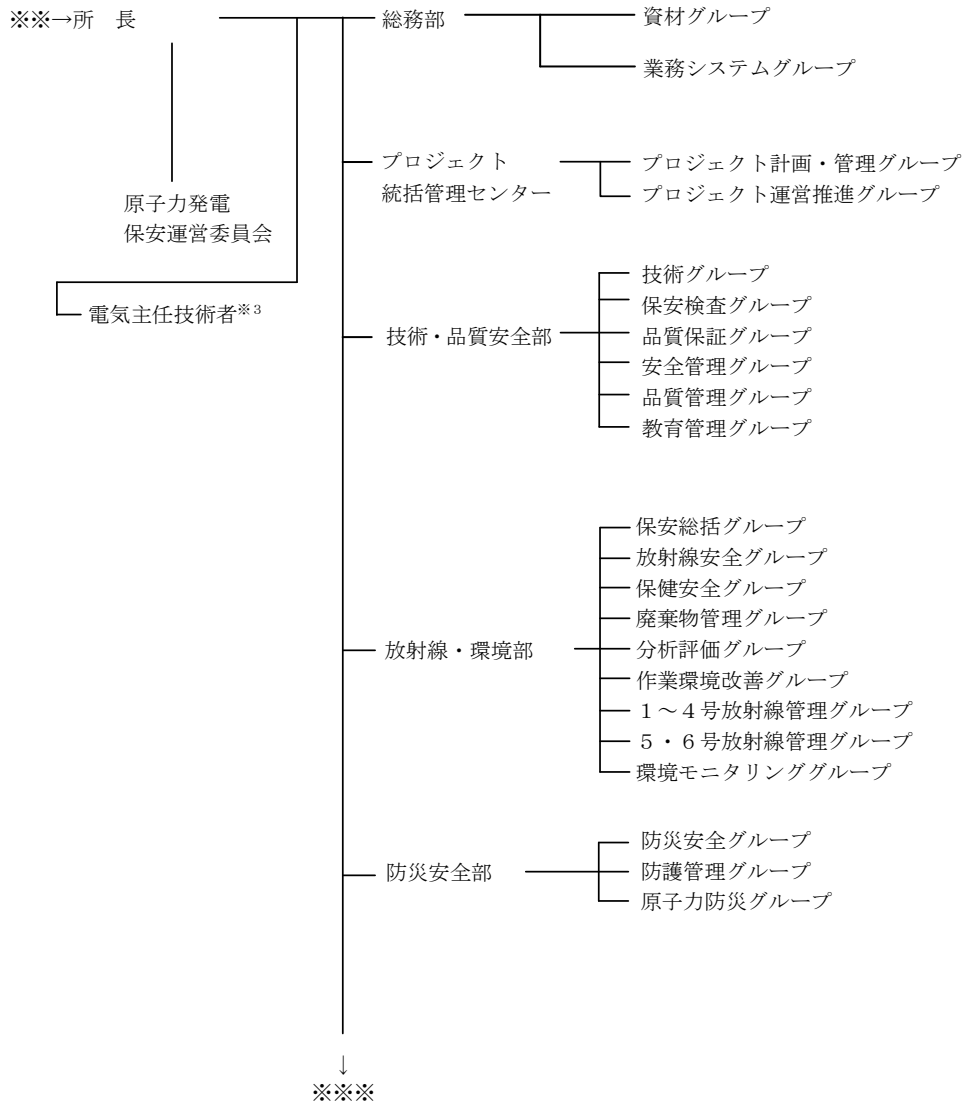 ※※→所　長
総務部
資材グループ
業務システムグループ
原子力発電
保安運営委員会
電気主任技術者※3
プロジェクト
統括管理センター
プロジェクト計画・管理グループ
プロジェクト運営推進グループ
技術・品質安全部
技術グループ
保安検査グループ
品質保証グループ
安全管理グループ
品質管理グループ
教育管理グループ
放射線・環境部
保安総括グループ
放射線安全グループ
保健安全グループ
廃棄物管理グループ
分析評価グループ
作業環境改善グループ
１～４号放射線管理グループ
５・６号放射線管理グループ
環境モニタリンググループ
防災安全部
防災安全グループ
防護管理グループ
原子力防災グループ
↓
※※※